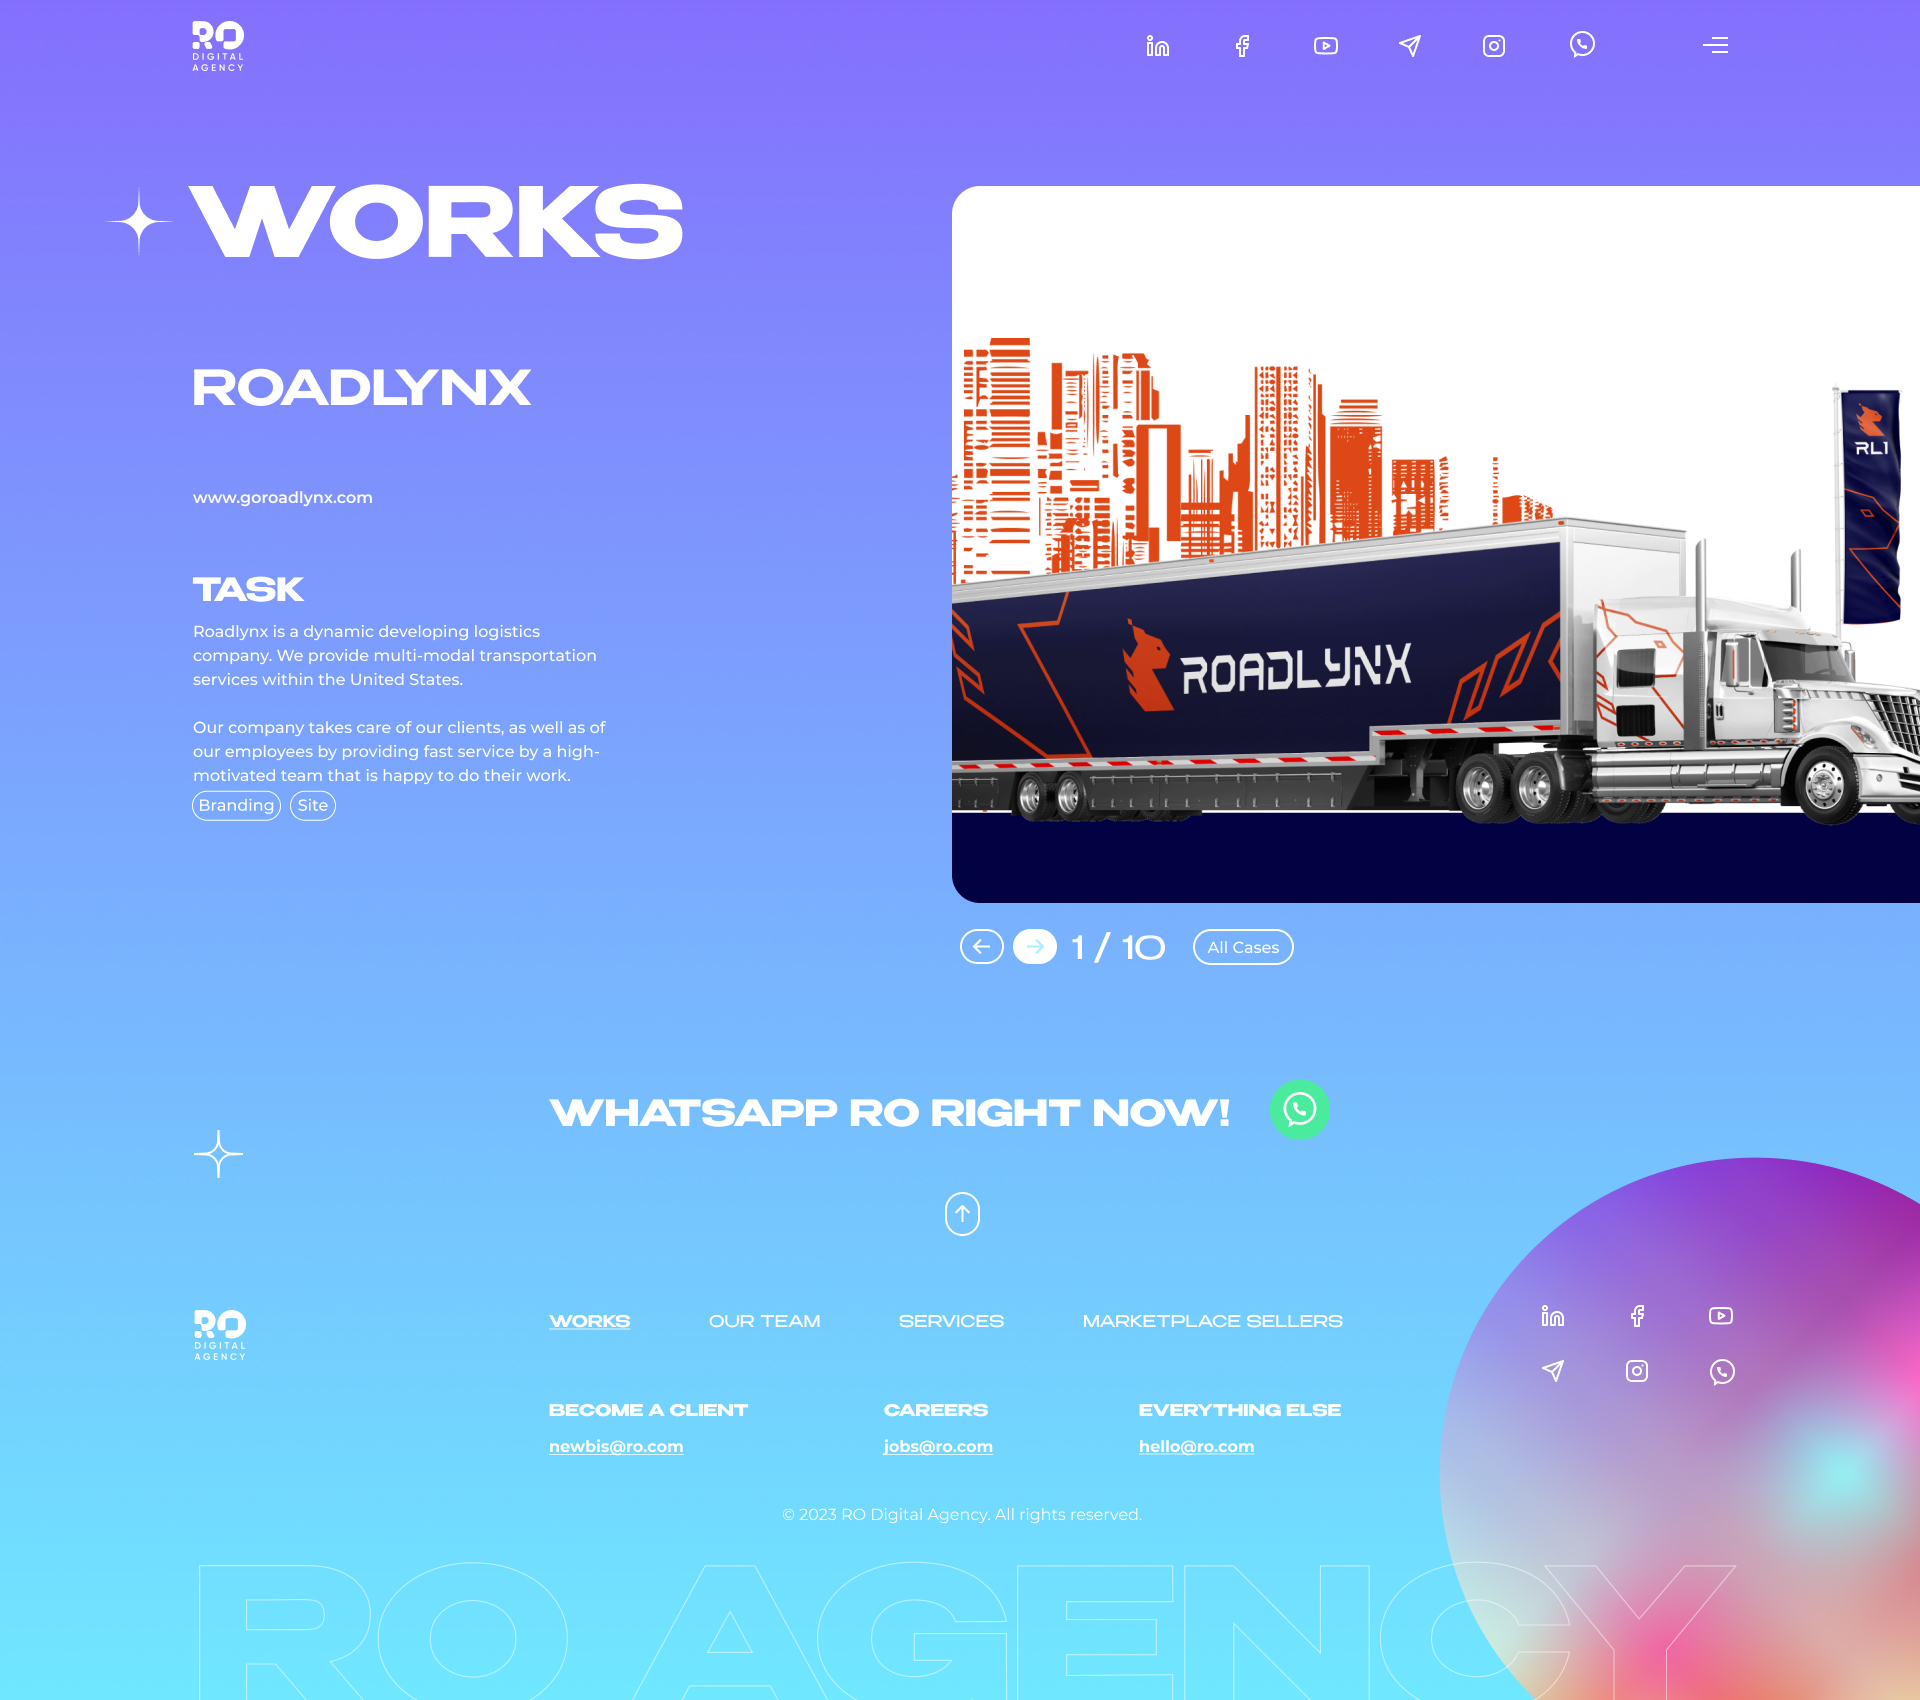 RO
DIGITAL
AGENCY
WORKS
ROADLYNX
www.goroadlynx.com
TASK
Roadlynx is a dynamic developing logistics
company. We provide multi-modal transportation
services within the United States.
Our company takes care of our clients, as well as of
our employees by providing fast service by a high-
motivated team that is happy to do their work.
Branding Site
RL1
ROADLYNX
1 / 10 All Cases
WHATSAPP RO RIGHT NOW!
RO
DIGITAL
AGENCY
WORKS OUR TEAM SERVICES MARKETPLACE SELLERS
BECOME A CLIENT CAREERS EVERYTHING ELSE
newbis@ro.com jobs@ro.com hello@ro.com
© 2023 RO Digital Agency. All rights reserved.
RO AGENCY